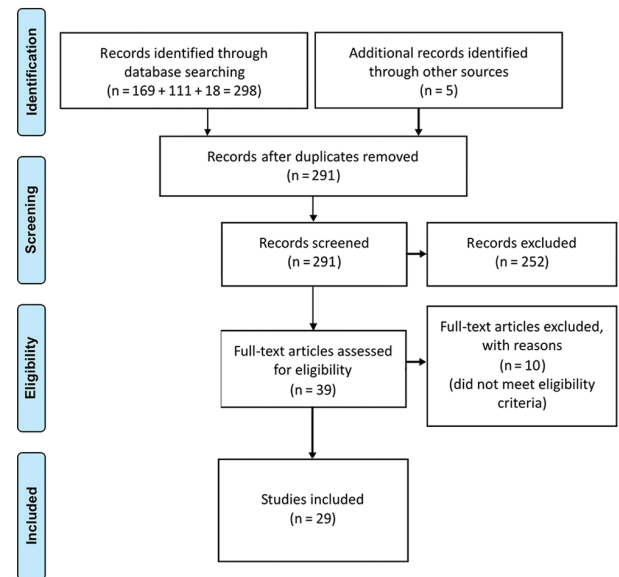 Identification
Records identified through
database searching
(n = 169 + 111 + 18 = 298)
Additional records identified
through other sources
(n = 5)
Records after duplicates removed
(n = 291)
Screening
Records screened
(n = 291)
Records excluded
(n = 252)
Eligibility
Full-text articles assessed
for eligibility
(n = 39)
Full-text articles excluded,
with reasons
(n = 10)
(did not meet eligibility
criteria)
Included
Studies included
(n = 29)